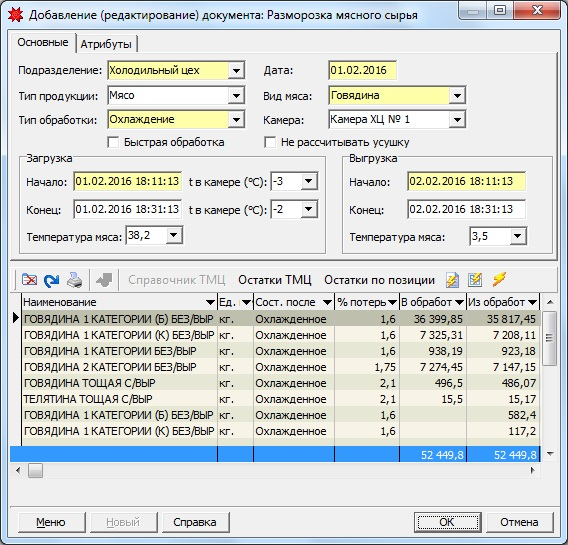 Добавление (редактирование) документа: Разморозка мясного сырья
Основные Атрибуты
Подразделение: Холодильный цех Дата: 01.02.2016
Тип продукции: Мясо Вид мяса: Говядина
Тип обработки: Охлаждение Камера: Камера ХЦ № 1
Быстрая обработка Не рассчитывать усушку
Загрузка Выгрузка
Начало: 01.02.2016 18:11:13 t в камере (°C): -3 Начало: 02.02.2016 18:11:13
Конец: 01.02.2016 18:31:13 t в камере (°C): -2 Конец: 02.02.2016 18:31:13
Температура мяса: 38,2 Температура мяса: 3,5
Справочник ТМЦ Остатки ТМЦ Остатки по позиции
Наименование Ед. Сост. после % потерь В обработ Из обработ
ГОВЯДИНА 1 КАТЕГОРИИ (Б) БЕЗ/ВЫР кг. Охлажденное 1,6 36 399,85 35 817,45
ГОВЯДИНА 1 КАТЕГОРИИ (К) БЕЗ/ВЫР кг. Охлажденное 1,6 7 325,31 7 208,11
ГОВЯДИНА 1 КАТЕГОРИИ БЕЗ/ВЫР кг. Охлажденное 1,6 938,19 923,18
ГОВЯДИНА 2 КАТЕГОРИИ БЕЗ/ВЫР кг. Охлажденное 1,75 7 274,45 7 147,15
ГОВЯДИНА ТОЩАЯ С/ВЫР кг. Охлажденное 2,1 496,5 486,07
ТЕЛЯТИНА ТОЩАЯ С/ВЫР кг. Охлажденное 2,1 15,5 15,17
ГОВЯДИНА 1 КАТЕГОРИИ (Б) БЕЗ/ВЫР кг. Охлажденное 1,6 582,4
ГОВЯДИНА 1 КАТЕГОРИИ (К) БЕЗ/ВЫР кг. Охлажденное 1,6 117,2
52 449,8 52 449,8
Меню Новый Справка ОК Отмена